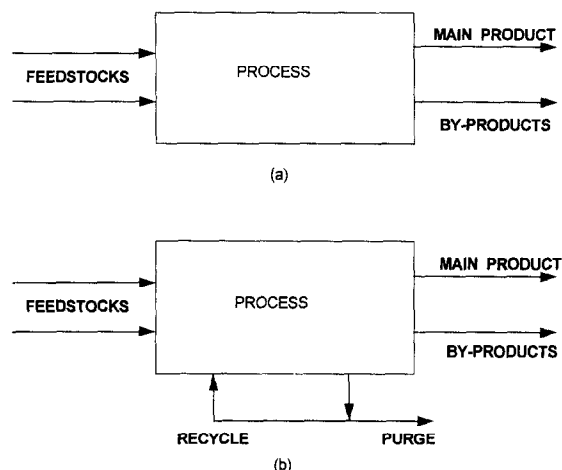 MAIN PRODUCT
FEEDSTOCKS
PROCESS
BY-PRODUCTS
(a)
MAIN PRODUCT
FEEDSTOCKS
PROCESS
BY-PRODUCTS
RECYCLE
PURGE
(b)